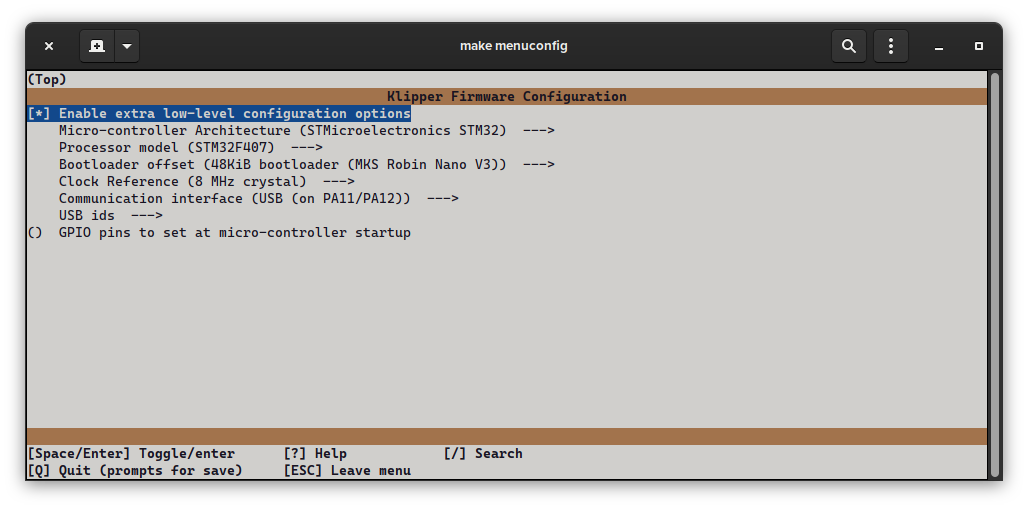 make menuconfig
(Top)
Klipper Firmware Configuration
[*] Enable extra low-level configuration options
Micro-controller Architecture (STMicroelectronics STM32)  --->
Processor model (STM32F407)  --->
Bootloader offset (48KiB bootloader (MKS Robin Nano V3))  --->
Clock Reference (8 MHz crystal)  --->
Communication interface (USB (on PA11/PA12))  --->
USB ids  --->
()  GPIO pins to set at micro-controller startup
[Space/Enter] Toggle/enter      [?] Help            [/] Search
[Q] Quit (prompts for save)     [ESC] Leave menu